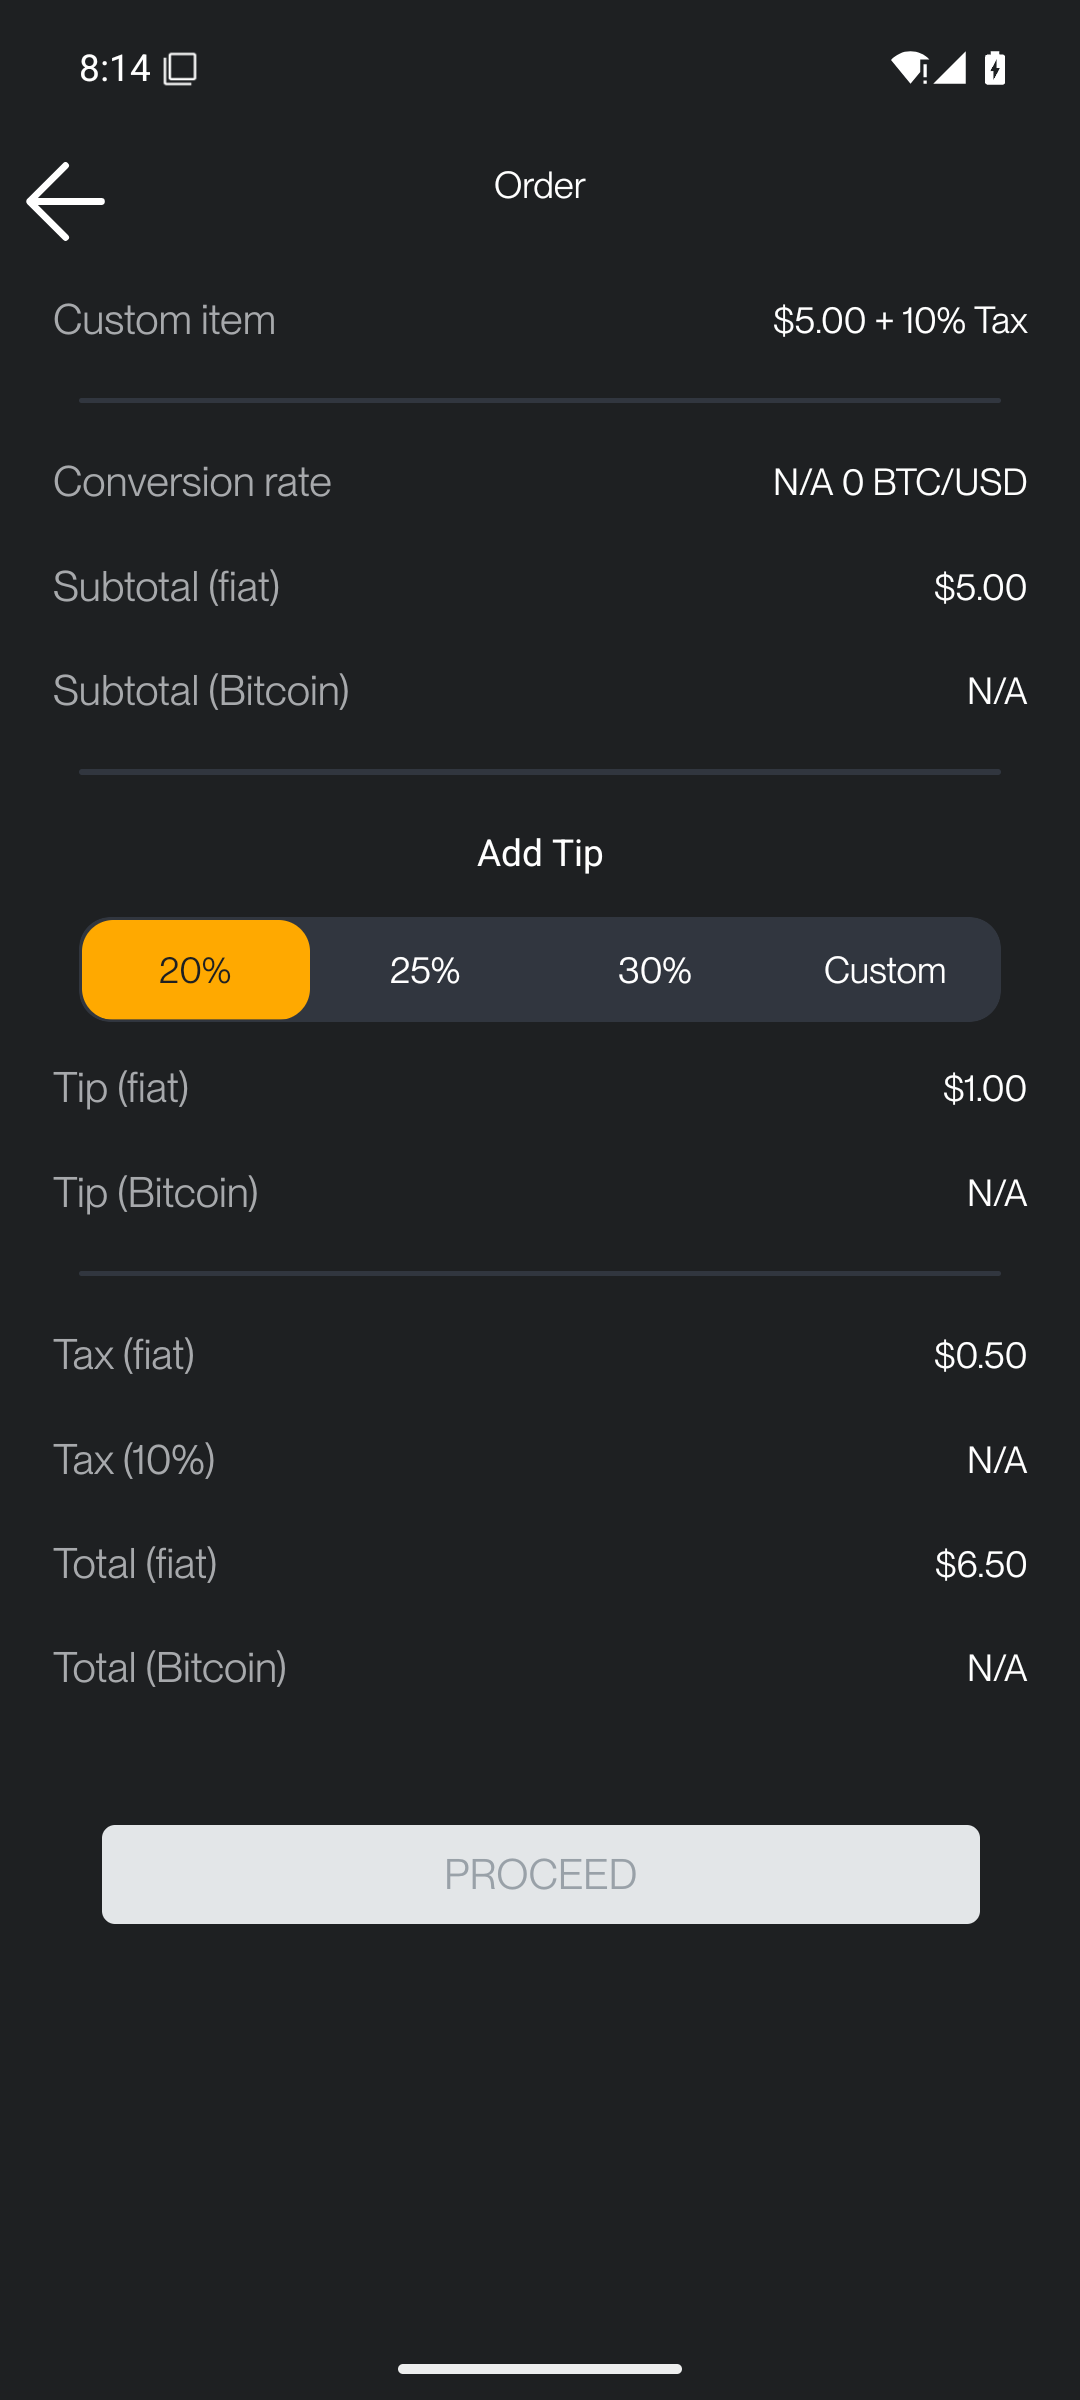 8:14
Order
Custom item $5.00 + 10% Tax
Conversion rate N/A 0 BTC/USD
Subtotal (fiat) $5.00
Subtotal (Bitcoin) N/A
Add Tip
20% 25% 30% Custom
Tip (fiat) $1.00
Tip (Bitcoin) N/A
Tax (fiat) $0.50
Tax (10%) N/A
Total (fiat) $6.50
Total (Bitcoin) N/A
PROCEED